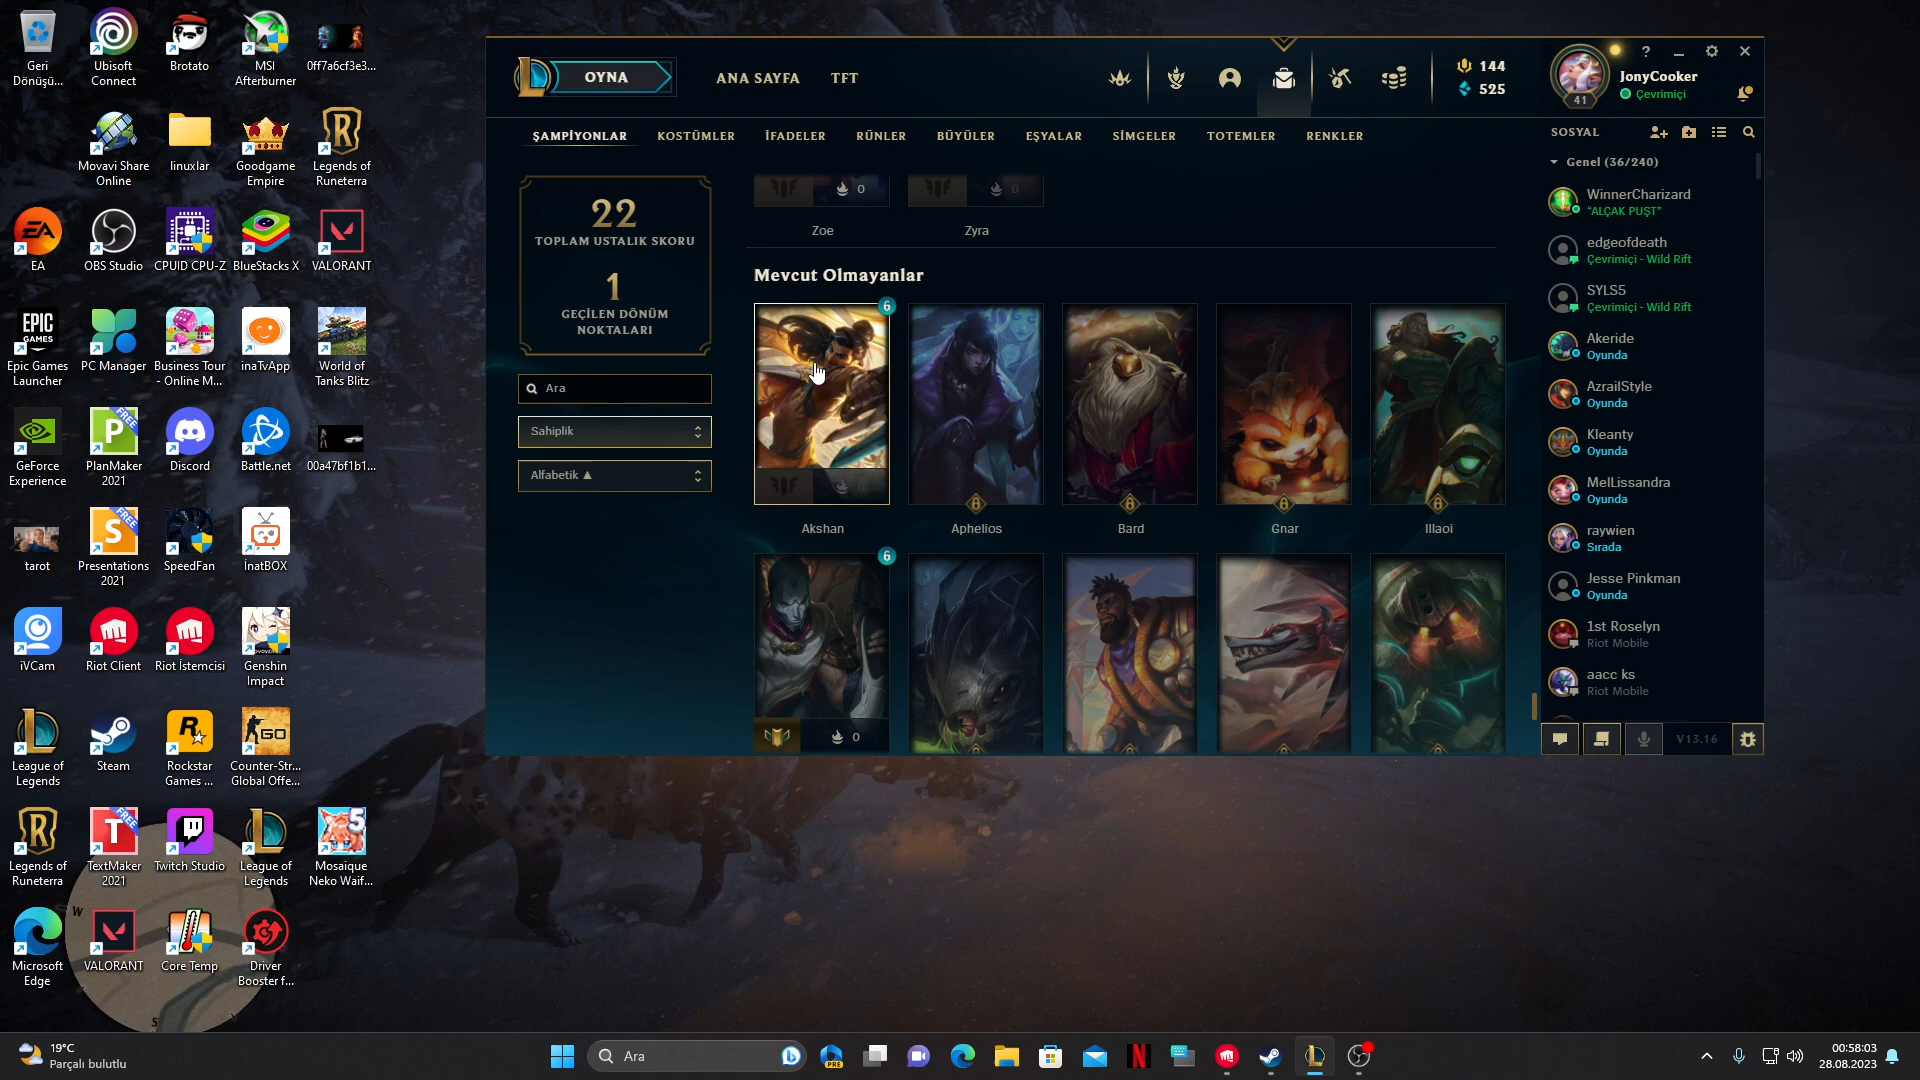 Geri
Dönüşü...
Ubisoft
Connect
Brotato
MSI
Afterburner
0ff7a6cf3e3...
Movavi Share
Online
linuxlar
Goodgame
Empire
Legends of
Runeterra
EA
OBS Studio
CPUID CPU-Z
BlueStacks X
VALORANT
EPIC
GAMES
Epic Games
Launcher
PC Manager
Business Tour
- Online M...
inaTvApp
World of
Tanks Blitz
GeForce
Experience
FREE
P
PlanMaker
2021
Discord
Battle.net
00a47bf1b1...
tarot
FREE
S
Presentations
2021
SpeedFan
İnatBOX
iVCam
Riot Client
Riot İstemcisi
Genshin
Impact
League of
Legends
Steam
R
Rockstar
Games ...
GO
Counter-Str...
Global Offe...
R
Legends of
Runeterra
FREE
T
TextMaker
2021
Twitch Studio
League of
Legends
5
Mosaique
Neko Waif...
W
S
Microsoft
Edge
VALORANT
Core Temp
Driver
Booster f...
OYNA
ANA SAYFA
TFT
144
525
41
JonyCooker
Çevrimiçi
?
ŞAMPİYONLAR
KOSTÜMLER
İFADELER
RÜNLER
BÜYÜLER
EŞYALAR
SİMGELER
TOTEMLER
RENKLER
22
TOPLAM USTALIK SKORU
1
GEÇİLEN DÖNÜM
NOKTALARI
Ara
Sahiplik
Alfabetik ▲
0
0
Zoe
Zyra
Mevcut Olmayanlar
6
Akshan
Aphelios
Bard
Gnar
Illaoi
6
0
SOSYAL
Genel (36/240)
WinnerCharizard
"ALÇAK PUŞT"
edgeofdeath
Çevrimiçi - Wild Rift
SYLS5
Çevrimiçi - Wild Rift
Akeride
Oyunda
AzrailStyle
Oyunda
Kleanty
Oyunda
MelLissandra
Oyunda
raywien
Sırada
Jesse Pinkman
Oyunda
1st Roselyn
Riot Mobile
aacc ks
Riot Mobile
V13.16
19°C
Parçalı bulutlu
Ara
PRE
N
00:58:03
28.08.2023